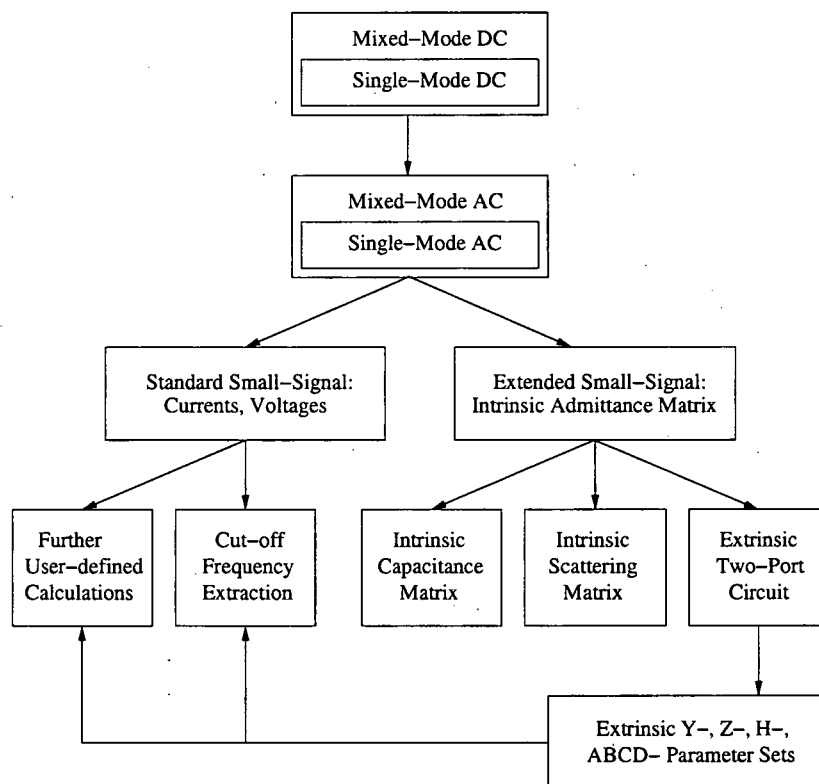 Mixed–Mode DC
Single–Mode DC
Mixed–Mode AC
Single–Mode AC
Standard Small–Signal:
Currents, Voltages
Extended Small–Signal:
Intrinsic Admittance Matrix
Further
User–defined
Calculations
Cut–off
Frequency
Extraction
Intrinsic
Capacitance
Matrix
Intrinsic
Scattering
Matrix
Extrinsic
Two–Port
Circuit
Extrinsic Y–, Z–, H–,
ABCD– Parameter Sets